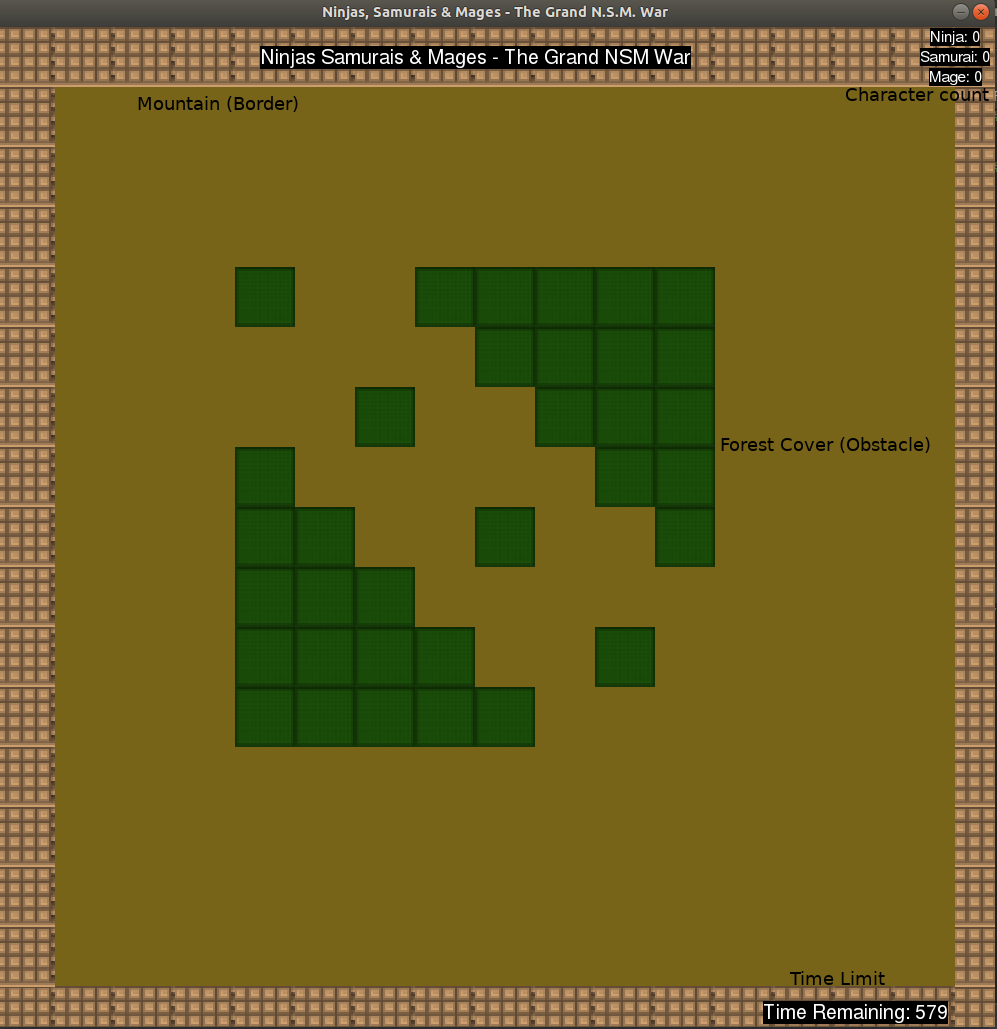 Ninjas, Samurais & Mages - The Grand N.S.M. War
Ninja: 0
Ninjas Samurais & Mages - The Grand NSM War
Samurai: 0
Mage: 0
Character count
Mountain (Border)
Forest Cover (Obstacle)
Time Limit
Time Remaining: 579